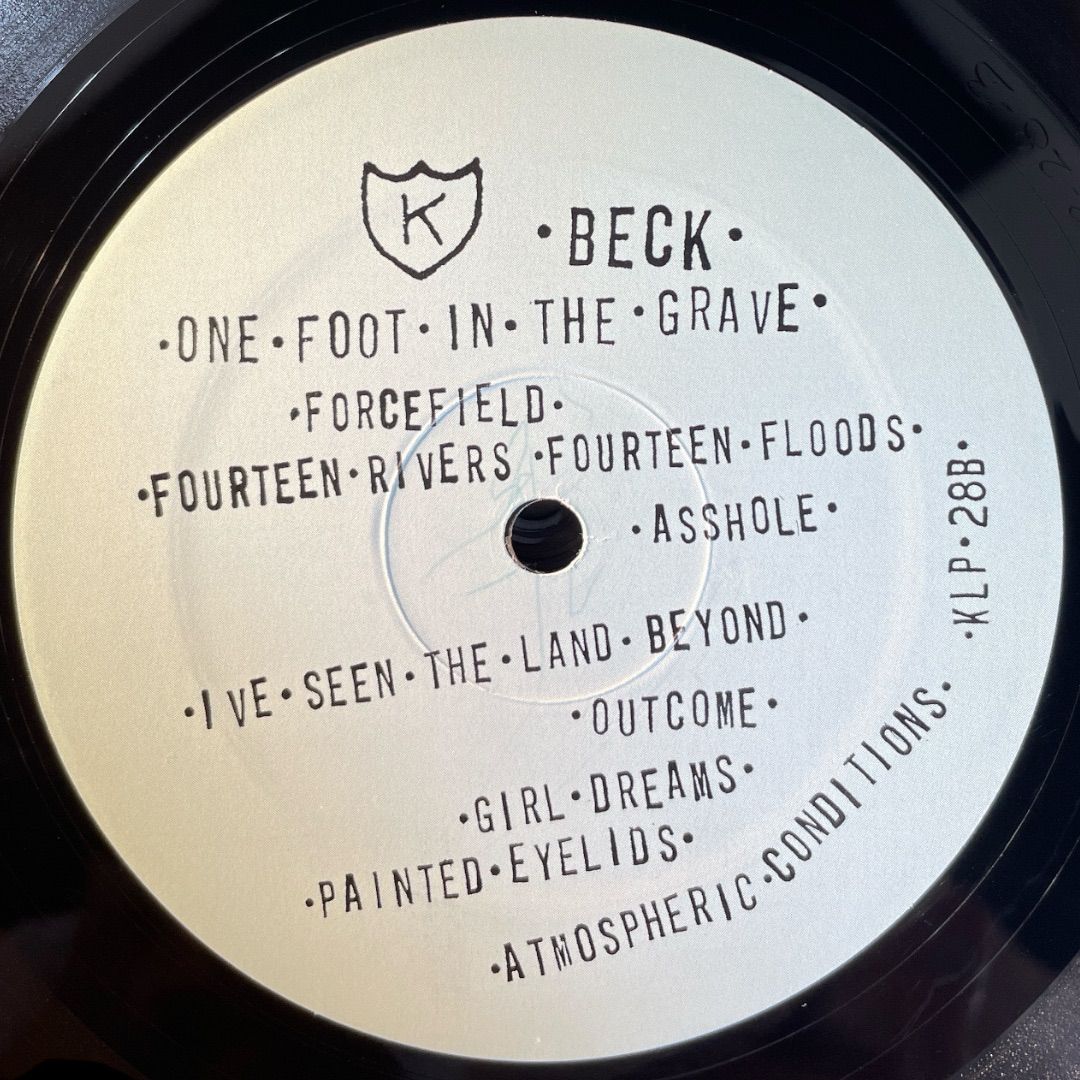 K
·BECK·
·ONE·FOOT·IN·THE·GRAVE·
·FORCEFIELD·
·FOURTEEN·RIVERS·FOURTEEN·FLOODS·
·ASSHOLE·
·KLP·28B·
·I VE·SEEN·THE·LAND·BEYOND·
·OUTCOME·
·GIRL·DREAMS·
·PAINTED·EYELIDS·
·ATMOSPHERIC·CONDITIONS·